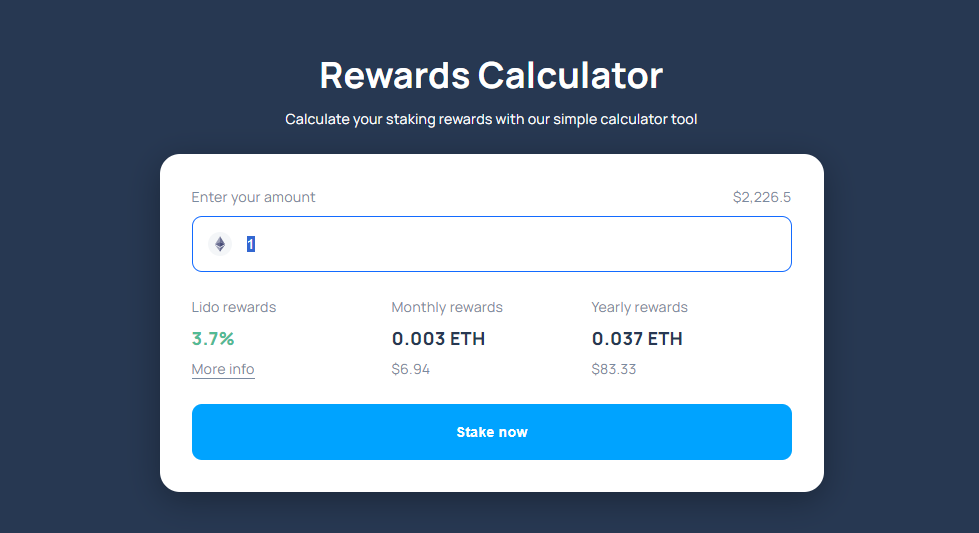 Rewards Calculator
Calculate your staking rewards with our simple calculator tool
Enter your amount $2,226.5
1
Lido rewards Monthly rewards Yearly rewards
3.7% 0.003 ETH 0.037 ETH
More info $6.94 $83.33
Stake now